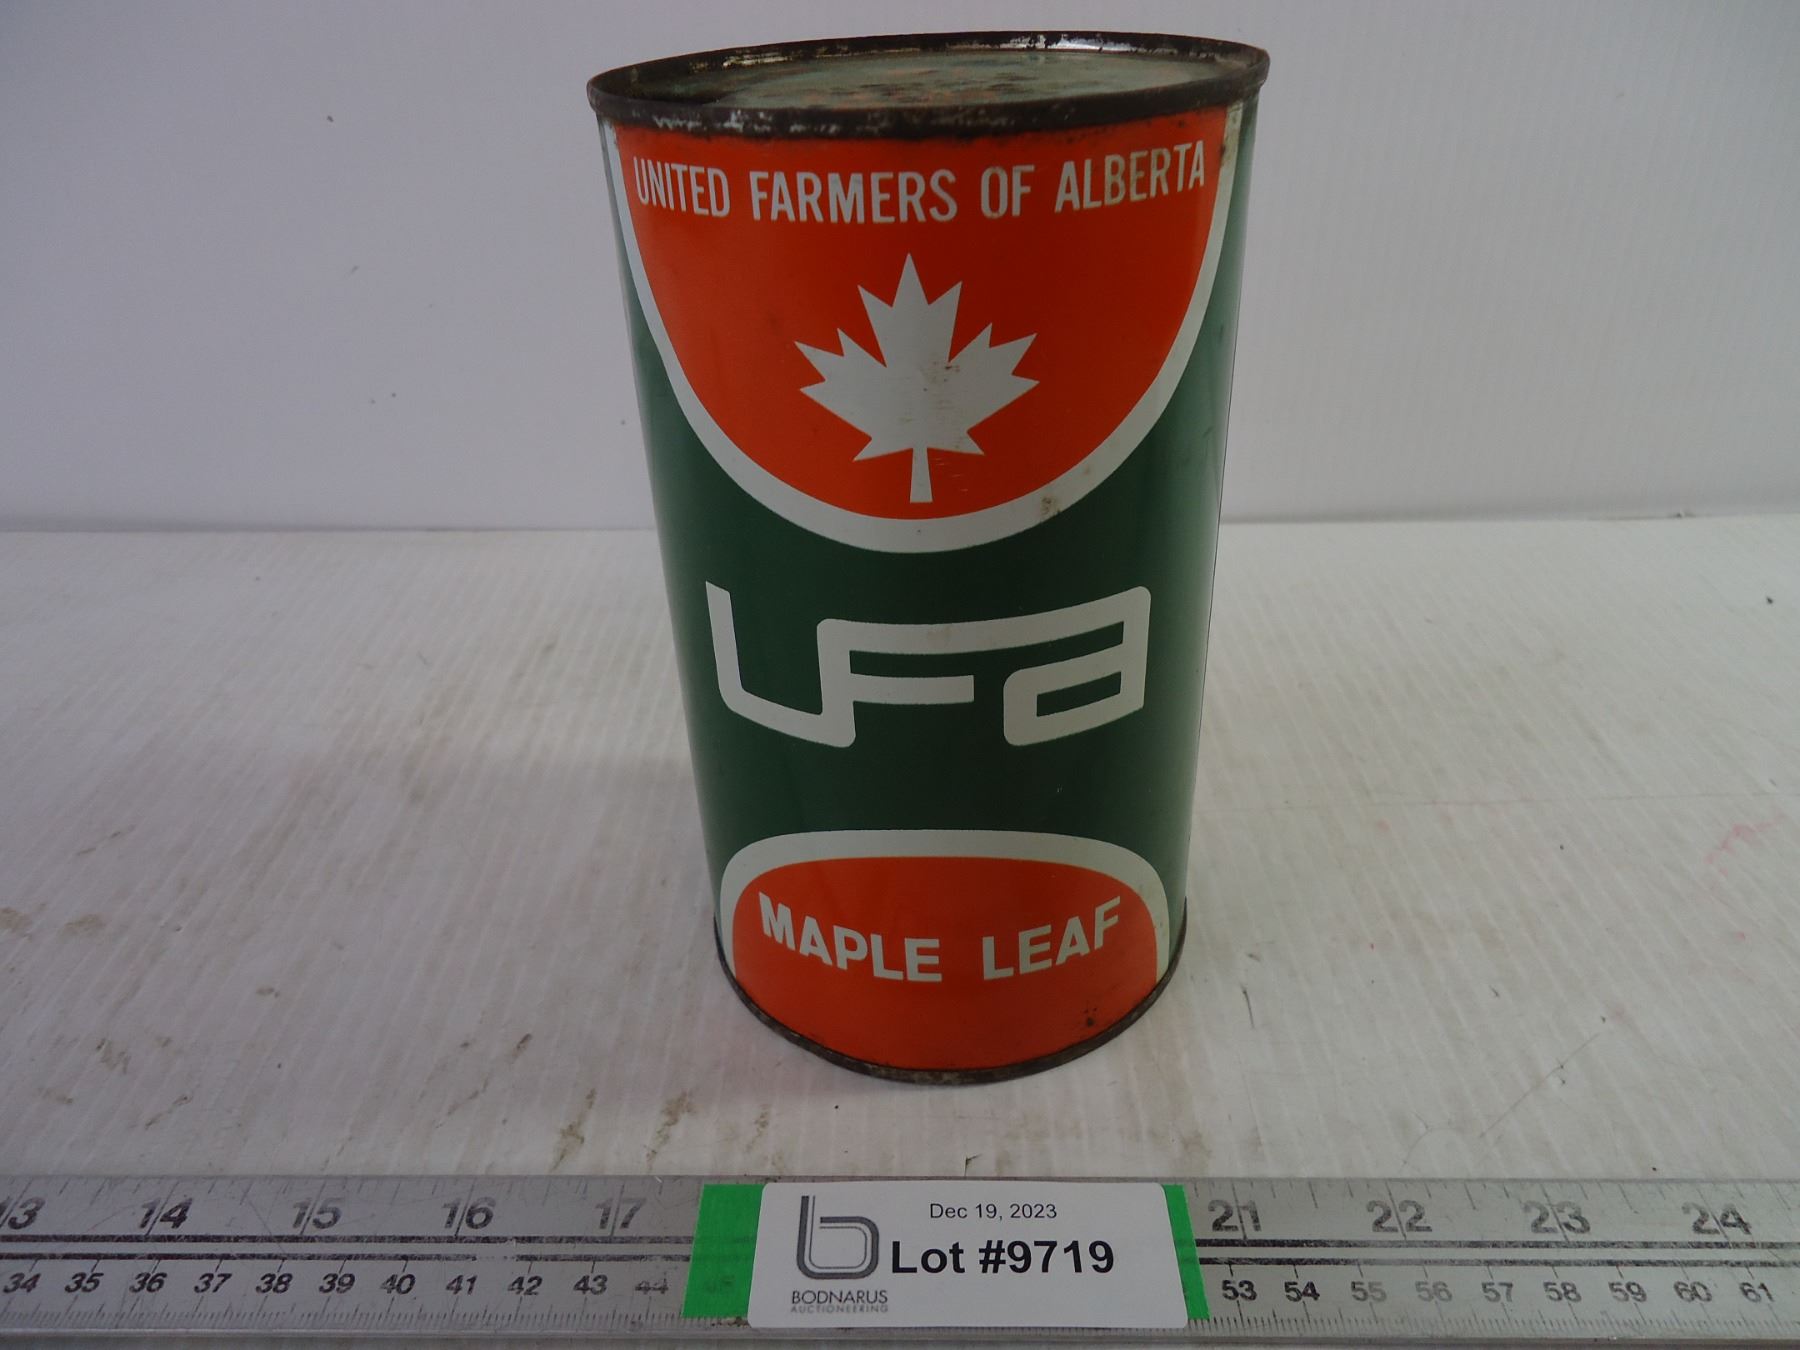 UNITED FARMERS OF ALBERTA
UFA
MAPLE LEAF
13 14 15 16 17 21 22 23 24
34 35 36 37 38 39 40 41 42 43 44 53 54 55 56 57 58 59 60 61
Dec 19, 2023
b Lot #9719
BODNARUS
AUCTIONEERING